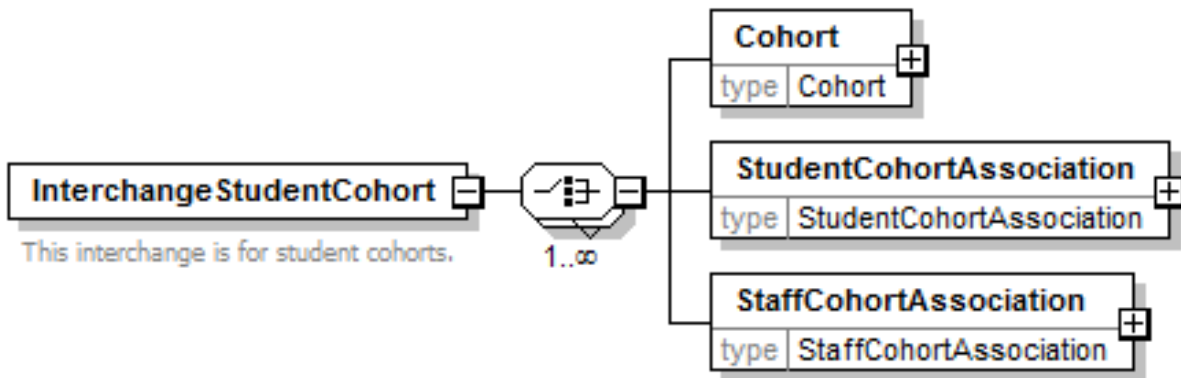 Cohort
type Cohort
InterchangeStudentCohort
This interchange is for student cohorts.
1..∞
StudentCohortAssociation
type StudentCohortAssociation
StaffCohortAssociation
type StaffCohortAssociation